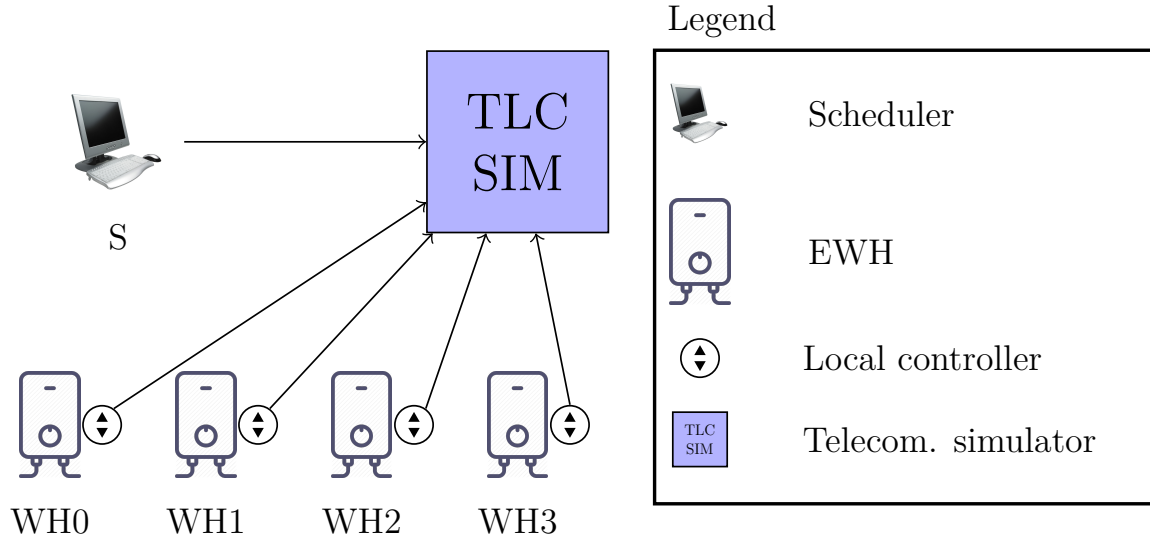 Legend
TLC
SIM
S
WH0
WH1
WH2
WH3
Scheduler
EWH
Local controller
TLC
SIM
Telecom. simulator